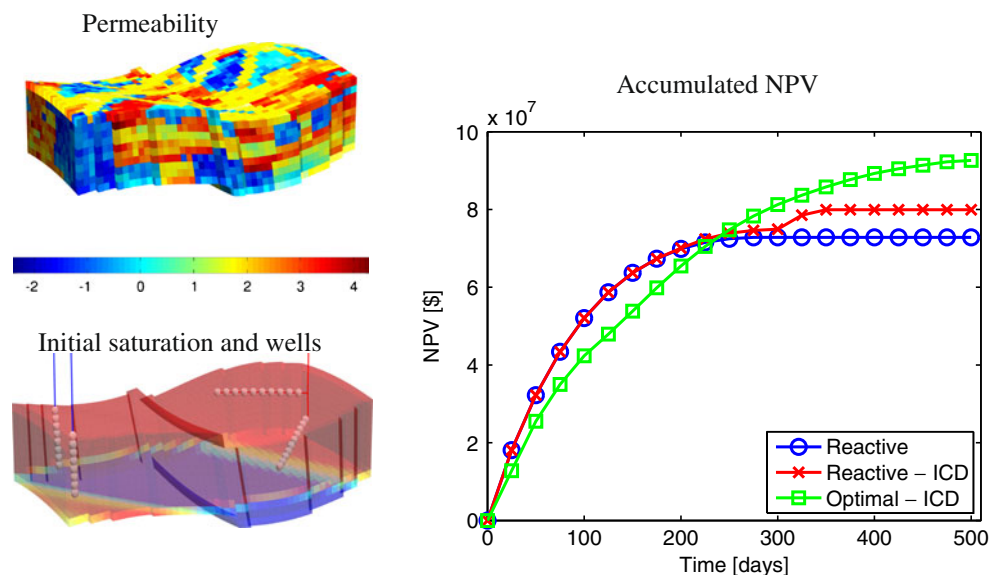 Permeability
-2 -1 0 1 2 3 4
Initial saturation and wells
Accumulated NPV
x 10^7
10
8
6
4
2
0
NPV [$]
0 100 200 300 400 500
Time [days]
Reactive
Reactive – ICD
Optimal – ICD